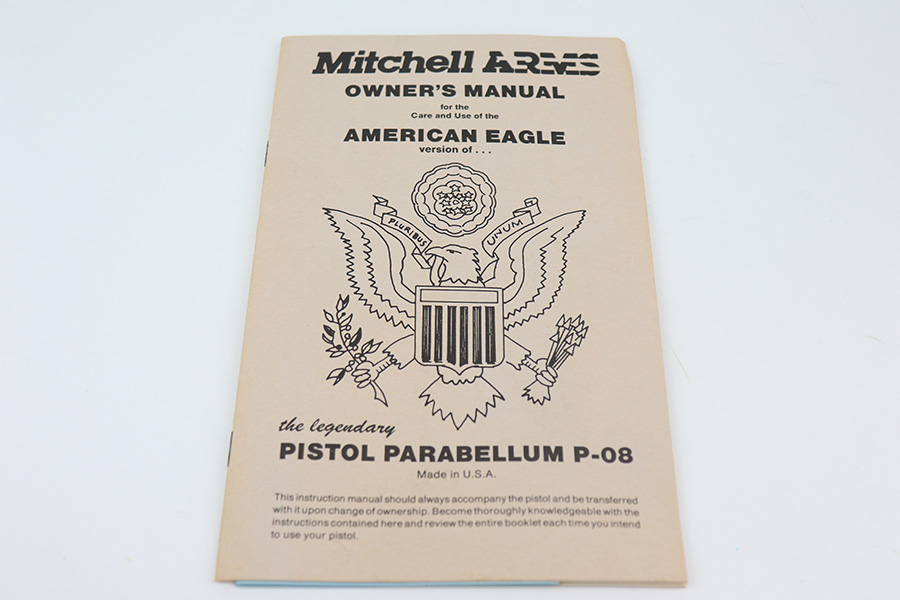 Mitchell ARMS
OWNER'S MANUAL
for the
Care and Use of the
AMERICAN EAGLE
version of . . .
PLURIBUS UNUM
the legendary
PISTOL PARABELLUM P-08
Made in U.S.A.
This instruction manual should always accompany the pistol and be transferred
with it upon change of ownership. Become thoroughly knowledgeable with the
instructions contained here and review the entire booklet each time you intend
to use your pistol.